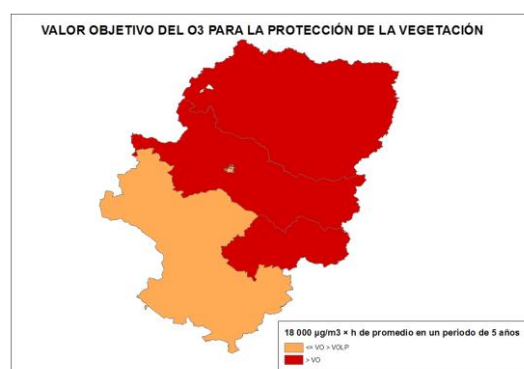 VALOR OBJETIVO DEL O3 PARA LA PROTECCIÓN DE LA VEGETACIÓN
18 000 µg/m3 × h de promedio en un periodo de 5 años
<= VO > VOLP
> VO